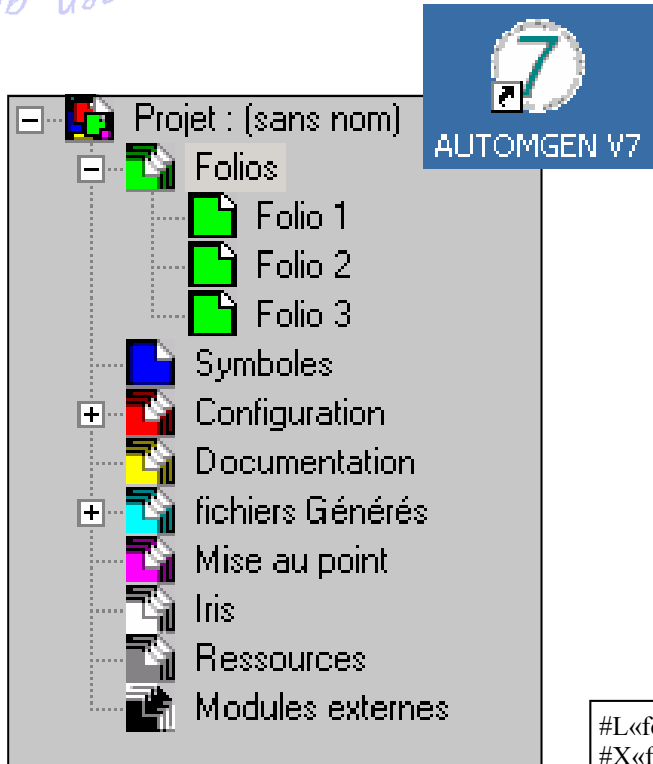 7
AUTOMGEN V7
Projet : (sans nom)
Folios
Folio 1
Folio 2
Folio 3
Symboles
Configuration
Documentation
fichiers Générés
Mise au point
Iris
Ressources
Modules externes